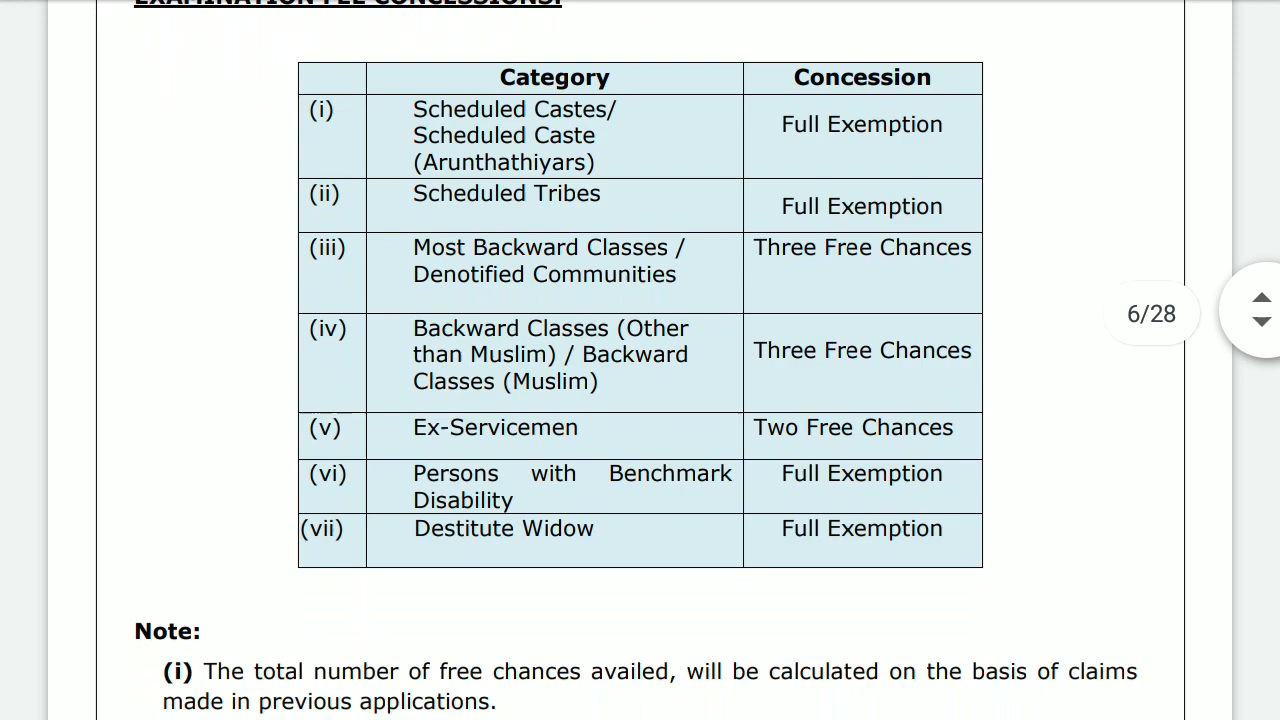 EXAMINATION FEE CONCESSIONS:
Category Concession
(i) Scheduled Castes/
Scheduled Caste
(Arunthathiyars)
Full Exemption
(ii) Scheduled Tribes
Full Exemption
(iii) Most Backward Classes / Three Free Chances
Denotified Communities
(iv) Backward Classes (Other
than Muslim) / Backward
Classes (Muslim)
Three Free Chances
(v) Ex-Servicemen Two Free Chances
(vi) Persons with Benchmark Full Exemption
Disability
(vii) Destitute Widow Full Exemption
6/28
Note:
(i) The total number of free chances availed, will be calculated on the basis of claims
made in previous applications.